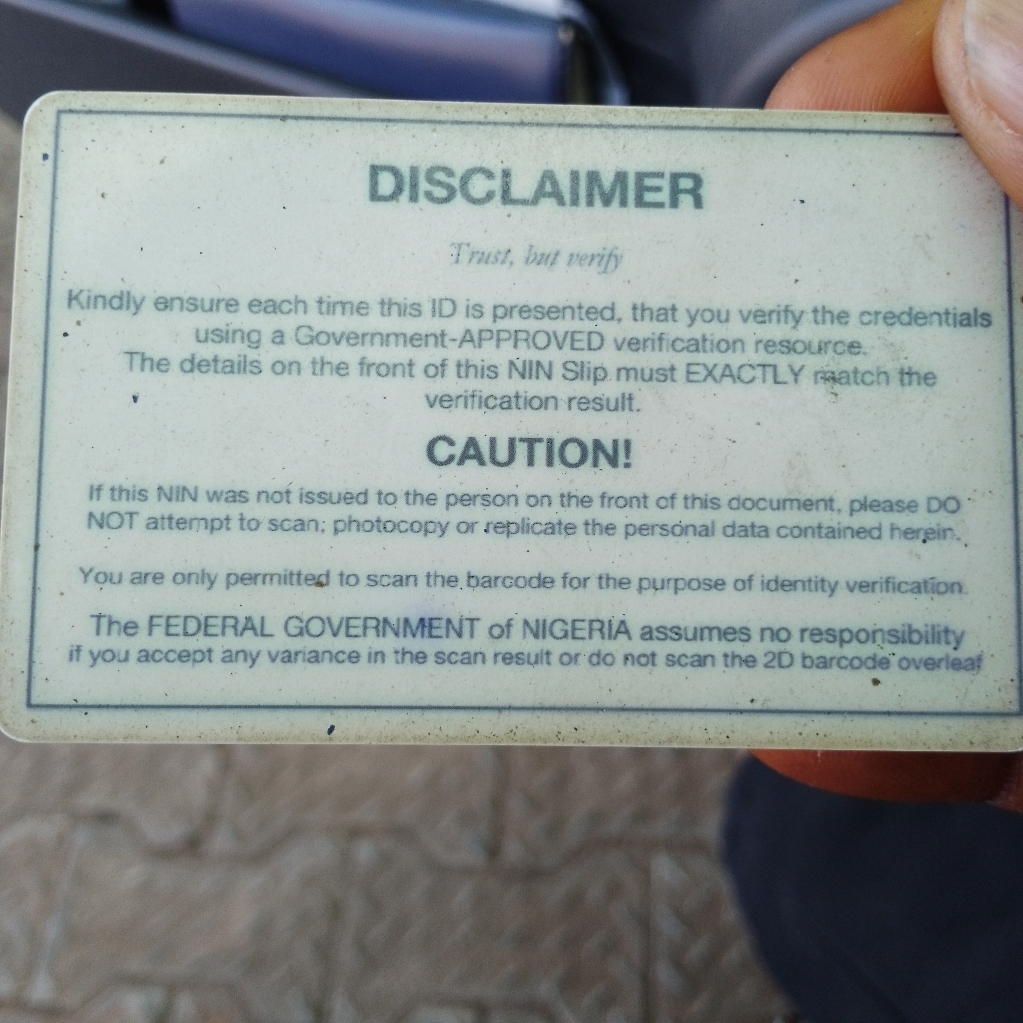 DISCLAIMER
Trust, but verify
Kindly ensure each time this ID is presented, that you verify the credentials
using a Government-APPROVED verification resource.
The details on the front of this NIN Slip must EXACTLY match the
verification result.
CAUTION!
If this NIN was not issued to the person on the front of this document, please DO
NOT attempt to scan, photocopy or replicate the personal data contained herein.
You are only permitted to scan the barcode for the purpose of identity verification.
The FEDERAL GOVERNMENT of NIGERIA assumes no responsibility
if you accept any variance in the scan result or do not scan the 2D barcode overleaf